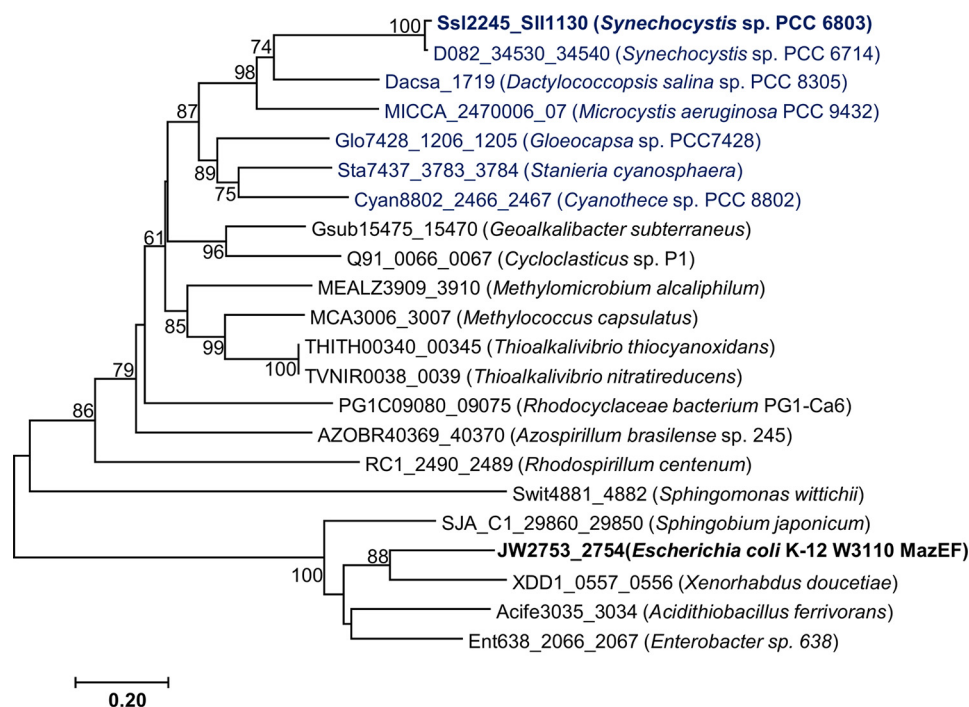 100 Ssl2245_Sll1130 (Synechocystis sp. PCC 6803)
74 D082_34530_34540 (Synechocystis sp. PCC 6714)
98 Dacsa_1719 (Dactylococcopsis salina sp. PCC 8305)
87 MICCA_2470006_07 (Microcystis aeruginosa PCC 9432)
Glo7428_1206_1205 (Gloeocapsa sp. PCC7428)
89 Sta7437_3783_3784 (Stanieria cyanosphaera)
75 Cyan8802_2466_2467 (Cyanothece sp. PCC 8802)
Gsub15475_15470 (Geoalkalibacter subterraneus)
61 96 Q91_0066_0067 (Cycloclasticus sp. P1)
MEALZ3909_3910 (Methylomicrobium alcaliphilum)
85 MCA3006_3007 (Methylococcus capsulatus)
99 THITH00340_00345 (Thioalkalivibrio thiocyanoxidans)
79 100 TVNIR0038_0039 (Thioalkalivibrio nitratireducens)
86 PG1C09080_09075 (Rhodocyclaceae bacterium PG1-Ca6)
AZOBR40369_40370 (Azospirillum brasilense sp. 245)
RC1_2490_2489 (Rhodospirillum centenum)
Swit4881_4882 (Sphingomonas wittichii)
SJA_C1_29860_29850 (Sphingobium japonicum)
88 JW2753_2754(Escherichia coli K-12 W3110 MazEF)
100 XDD1_0557_0556 (Xenorhabdus doucetiae)
Acife3035_3034 (Acidithiobacillus ferrivorans)
Ent638_2066_2067 (Enterobacter sp. 638)
0.20